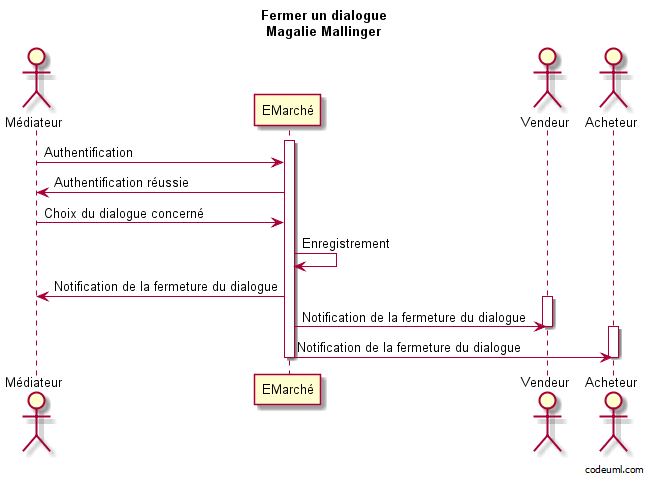 Fermer un dialogue
Magalie Mallinger
Médiateur
EMarché
Vendeur
Acheteur
Authentification
Authentification réussie
Choix du dialogue concerné
Enregistrement
Notification de la fermeture du dialogue
Notification de la fermeture du dialogue
Notification de la fermeture du dialogue
Médiateur
EMarché
Vendeur
Acheteur
codeuml.com